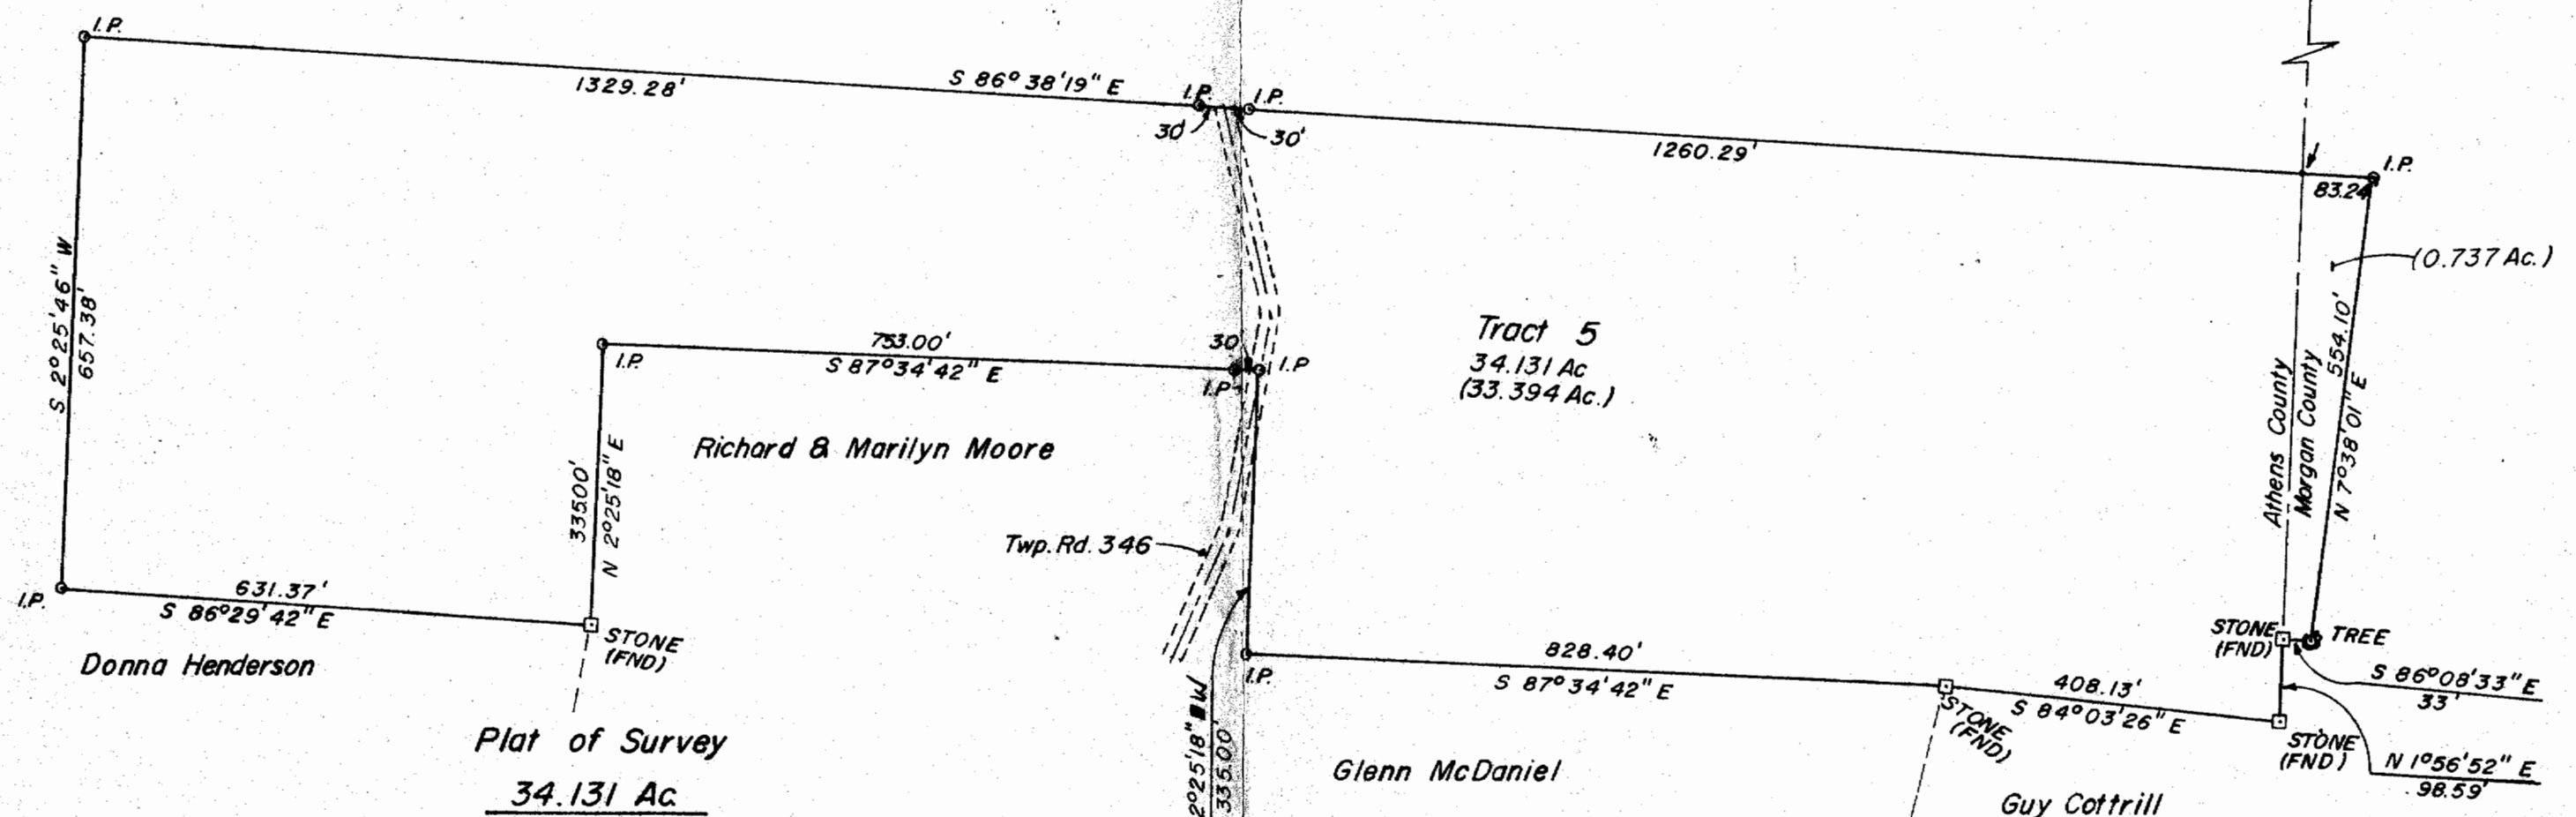 I.P.
1329.28'
S 86° 38' 19" E
I.P.
I.P.
30'
30'
1260.29'
I.P.
83.24'
(0.737 Ac.)
S 2° 25' 46" W
657.38'
753.00'
S 87° 34' 42" E
I.P.
30'
I.P.
I.P
Tract 5
34.131 Ac
(33.394 Ac.)
Athens County
Morgan County
554.10'
N 7° 38' 01" E
Richard & Marilyn Moore
335.00'
N 2° 25' 18" E
Twp. Rd. 346
I.P.
631.37'
S 86° 29' 42" E
STONE
(FND)
Donna Henderson
STONE
(FND)
TREE
S 86° 08' 33" E
33'
828.40'
S 87° 34' 42" E
I.P.
408.13'
S 84° 03' 26" E
STONE
(FND)
STONE
(FND)
N 1° 56' 52" E
98.59'
2° 25' 18" W
335.00'
Plat of Survey
34.131 Ac.
Glenn McDaniel
Guy Cottrill